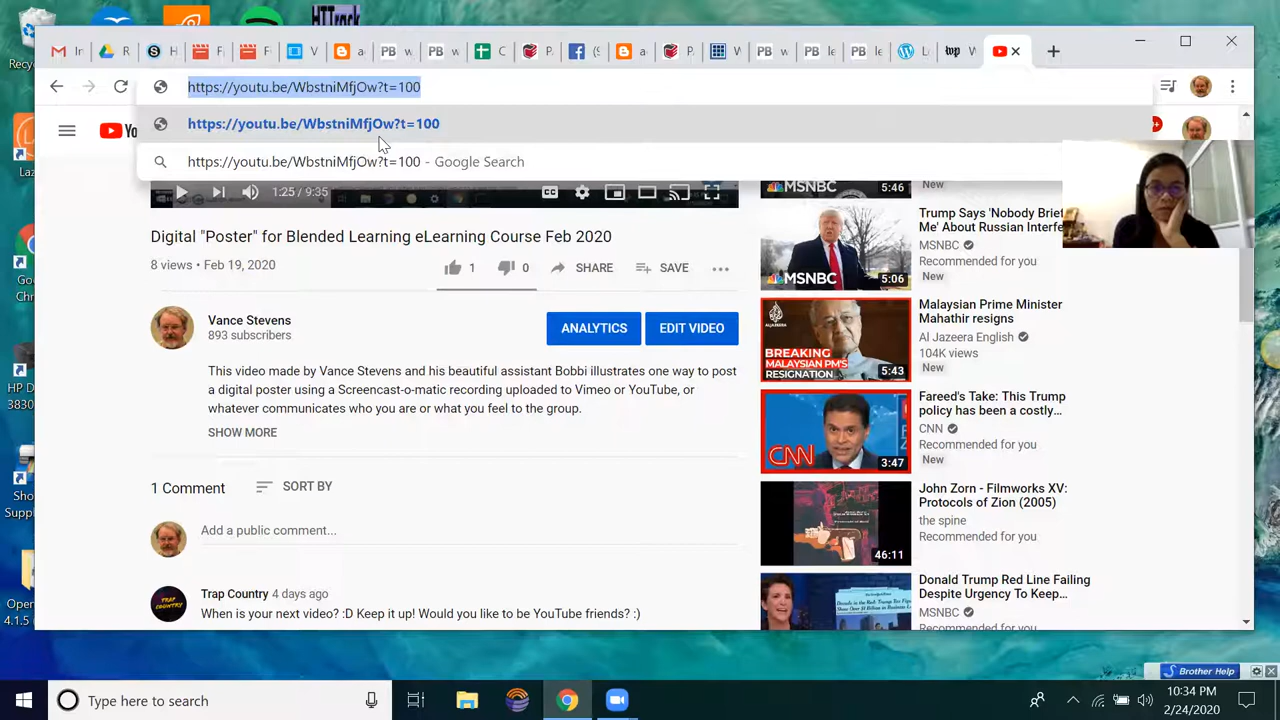 HTTrack
https://youtu.be/WbstniMfjOw?t=100
https://youtu.be/WbstniMfjOw?t=100
https://youtu.be/WbstniMfjOw?t=100 - Google Search
1:25 / 9:35
Digital "Poster" for Blended Learning eLearning Course Feb 2020
8 views • Feb 19, 2020
1
0
SHARE
SAVE
Vance Stevens
893 subscribers
ANALYTICS
EDIT VIDEO
This video made by Vance Stevens and his beautiful assistant Bobbi illustrates one way to post
a digital poster using a Screencast-o-matic recording uploaded to Vimeo or YouTube, or
whatever communicates who you are or what you feel to the group.
SHOW MORE
1 Comment
SORT BY
Add a public comment...
Trap Country 4 days ago
When is your next video? :D Keep it up! Would you like to be YouTube friends? :)
MSNBC
5:46
New
Trump Says 'Nobody Brief
Me' About Russian Interfe
MSNBC
Recommended for you
New
MSNBC
5:06
Malaysian Prime Minister
Mahathir resigns
Al Jazeera English
104K views
New
ALJAZEERA
BREAKING
MALAYSIAN PM'S
RESIGNATION
5:43
Fareed's Take: This Trump
policy has been a costly...
CNN
Recommended for you
New
CNN
3:47
John Zorn - Filmworks XV:
Protocols of Zion (2005)
the spine
Recommended for you
46:11
Donald Trump Red Line Failing
Despite Urgency To Keep...
MSNBC
Recommended for you
Brother Help
Type here to search
10:34 PM
2/24/2020